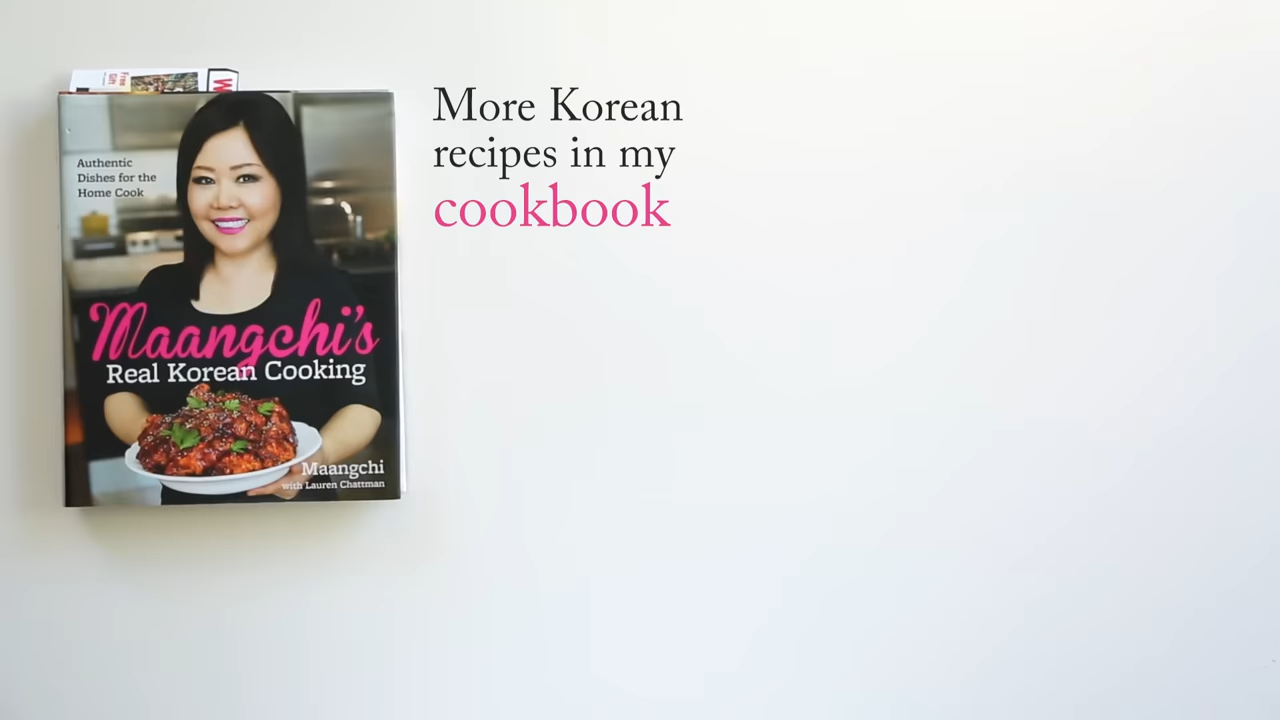 Authentic
Dishes for the
Home Cook
Maangchi's
Real Korean Cooking
Maangchi
with Lauren Chattman
More Korean
recipes in my
cookbook